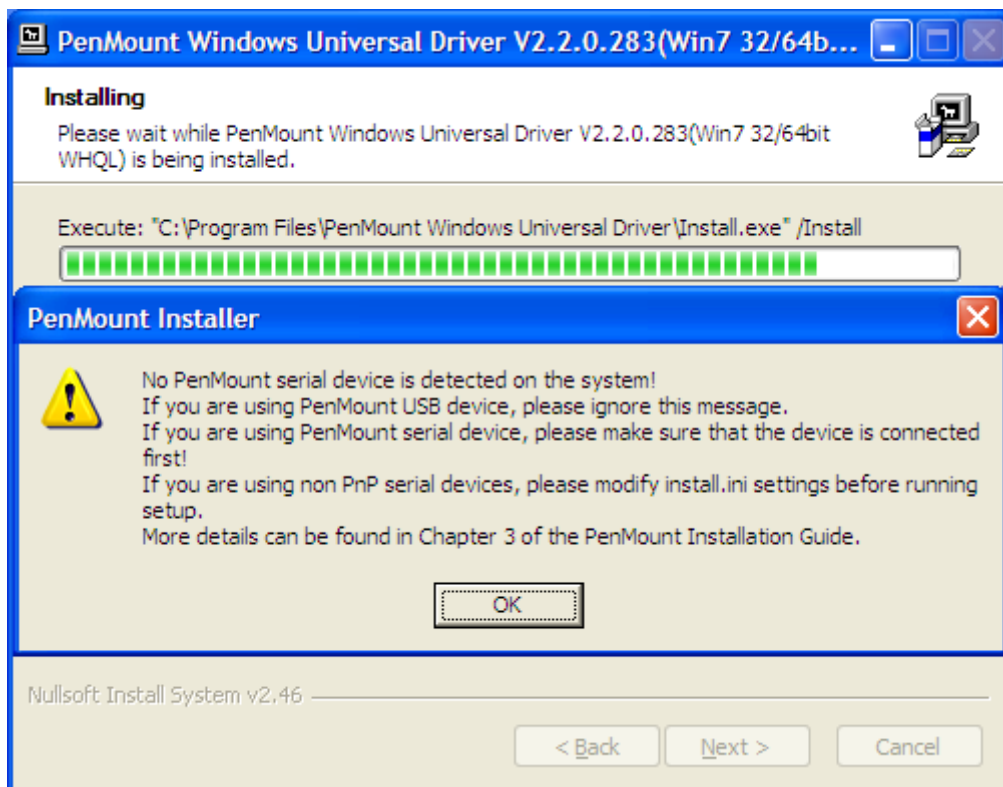 PenMount Windows Universal Driver V2.2.0.283(Win7 32/64b...
Installing
Please wait while PenMount Windows Universal Driver V2.2.0.283(Win7 32/64bit
WHQL) is being installed.
Execute: "C:\Program Files\PenMount Windows Universal Driver\Install.exe" /Install
PenMount Installer
No PenMount serial device is detected on the system!
If you are using PenMount USB device, please ignore this message.
If you are using PenMount serial device, please make sure that the device is connected
first!
If you are using non PnP serial devices, please modify install.ini settings before running
setup.
More details can be found in Chapter 3 of the PenMount Installation Guide.
OK
Nullsoft Install System v2.46
< Back
Next >
Cancel